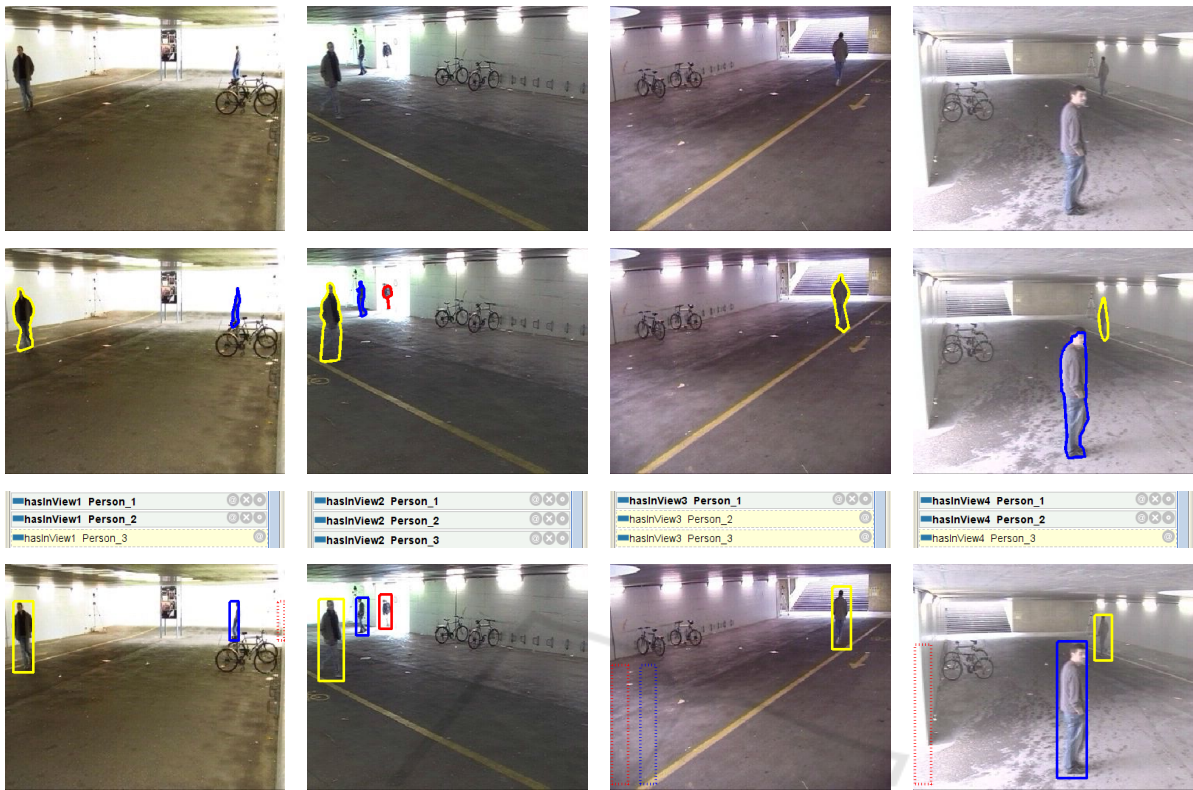 hasInView1 Person_1
hasInView1 Person_2
hasInView1 Person_3
hasInView2 Person_1
hasInView2 Person_2
hasInView2 Person_3
hasInView3 Person_1
hasInView3 Person_2
hasInView3 Person_3
hasInView4 Person_1
hasInView4 Person_2
hasInView4 Person_3